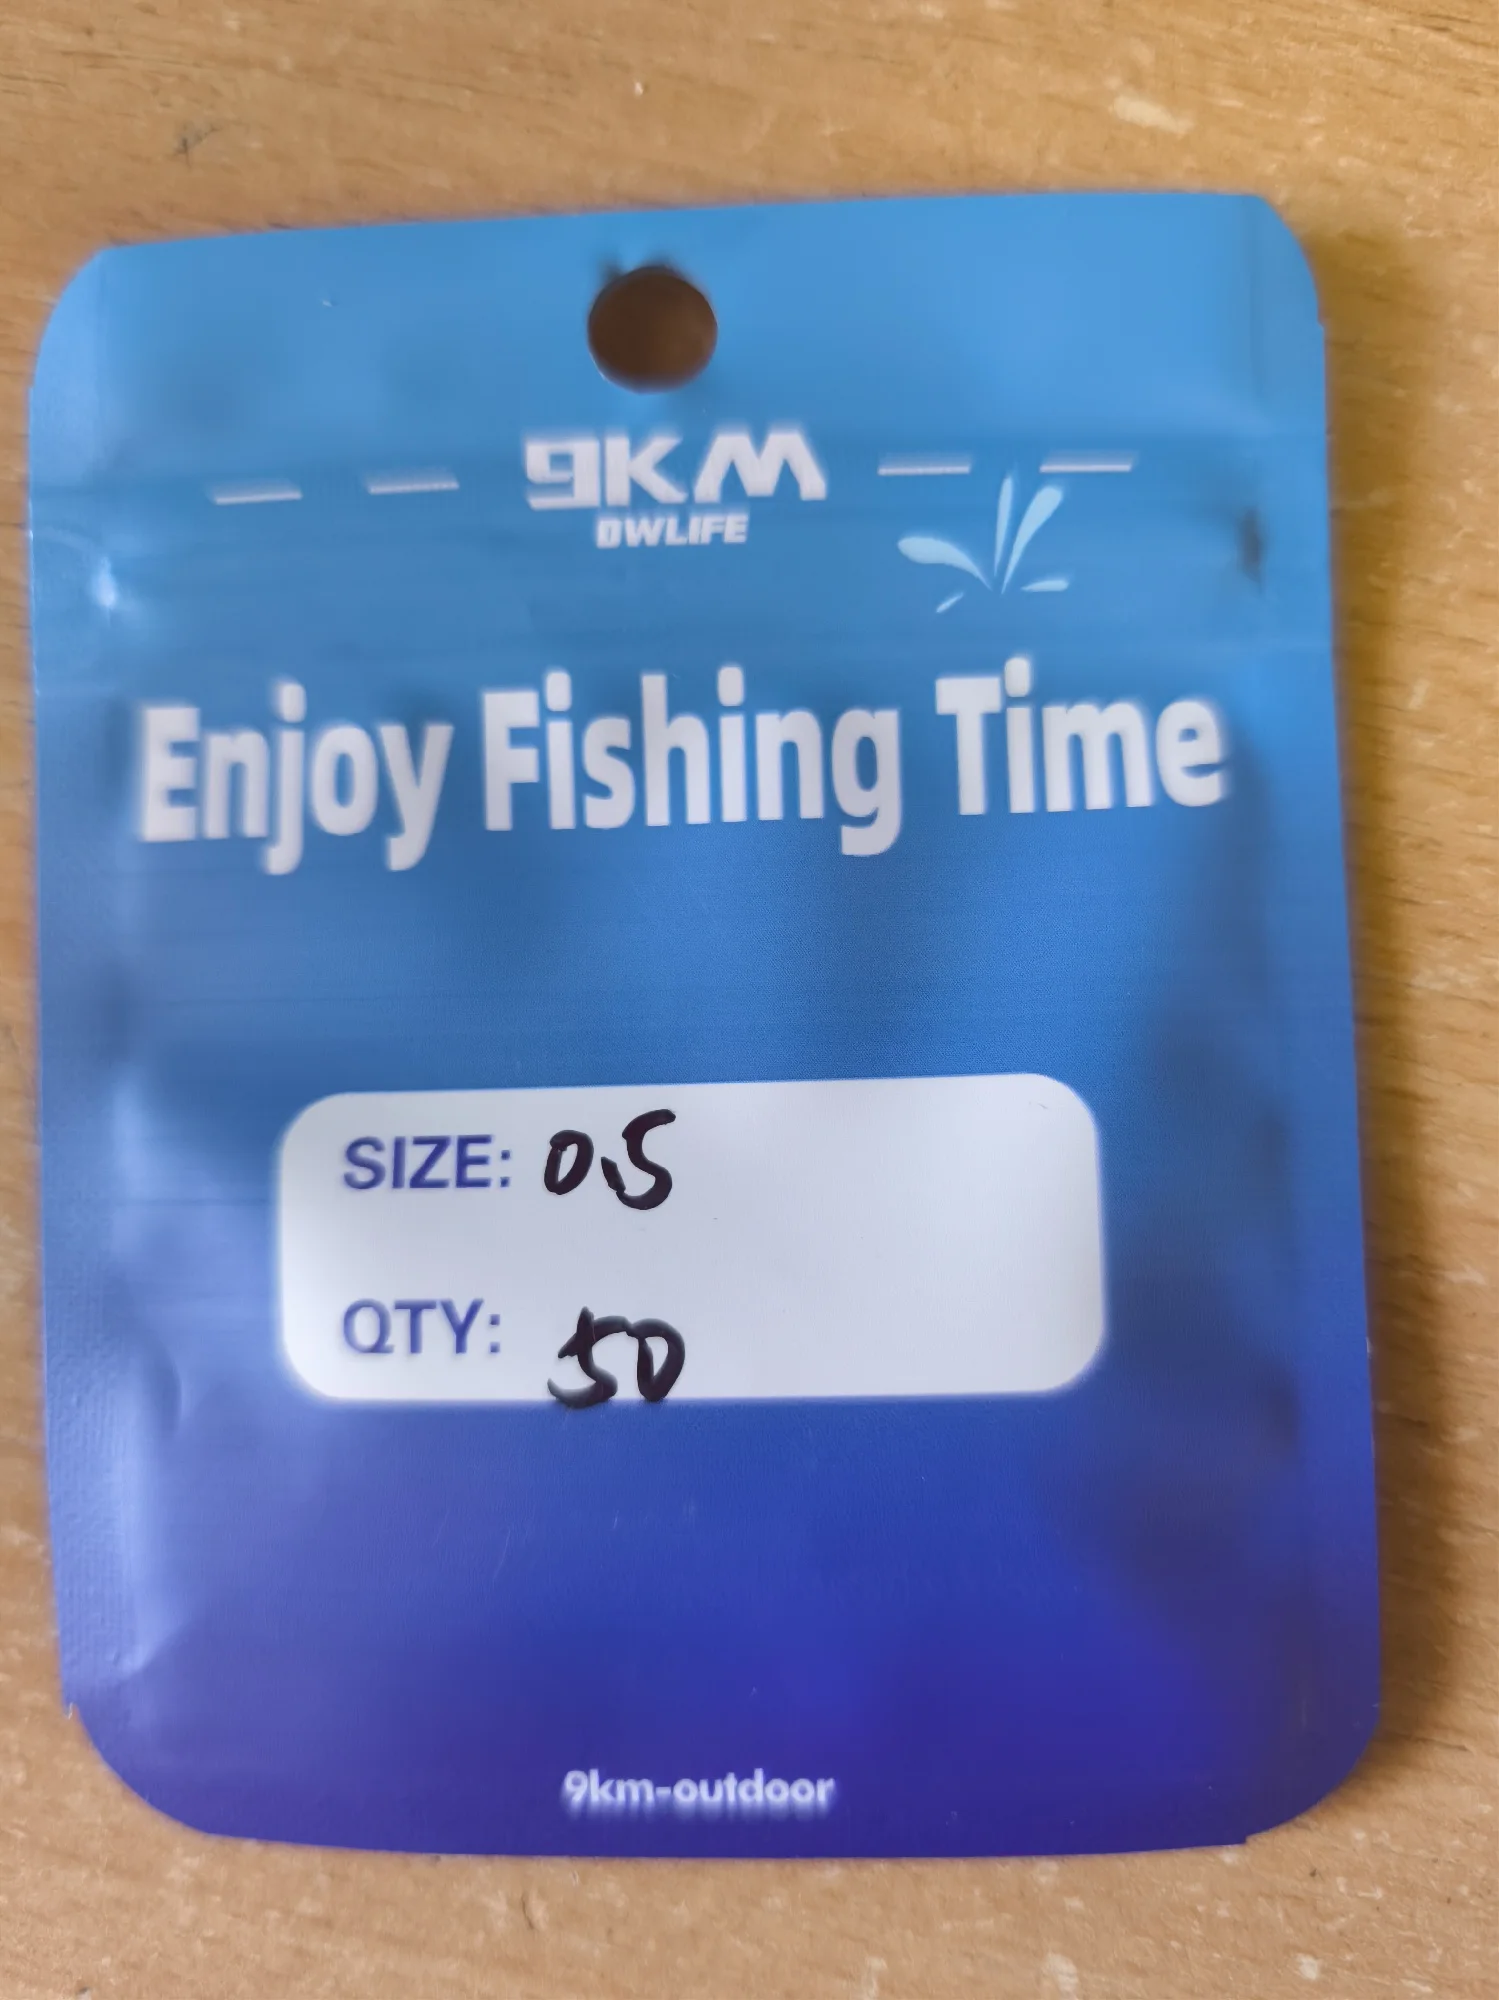 9KM
DWLIFE
Enjoy Fishing Time
SIZE: 0.5
QTY: 50
9km-outdoor